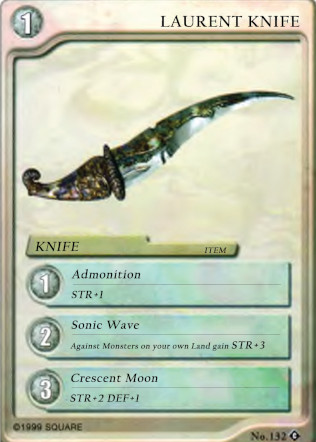 1
LAURENT KNIFE
KNIFE ITEM
1 Admonition
STR+1
2 Sonic Wave
Against Monsters on your own Land gain STR+3
3 Crescent Moon
STR+2 DEF+1
©1999 SQUARE
No.132